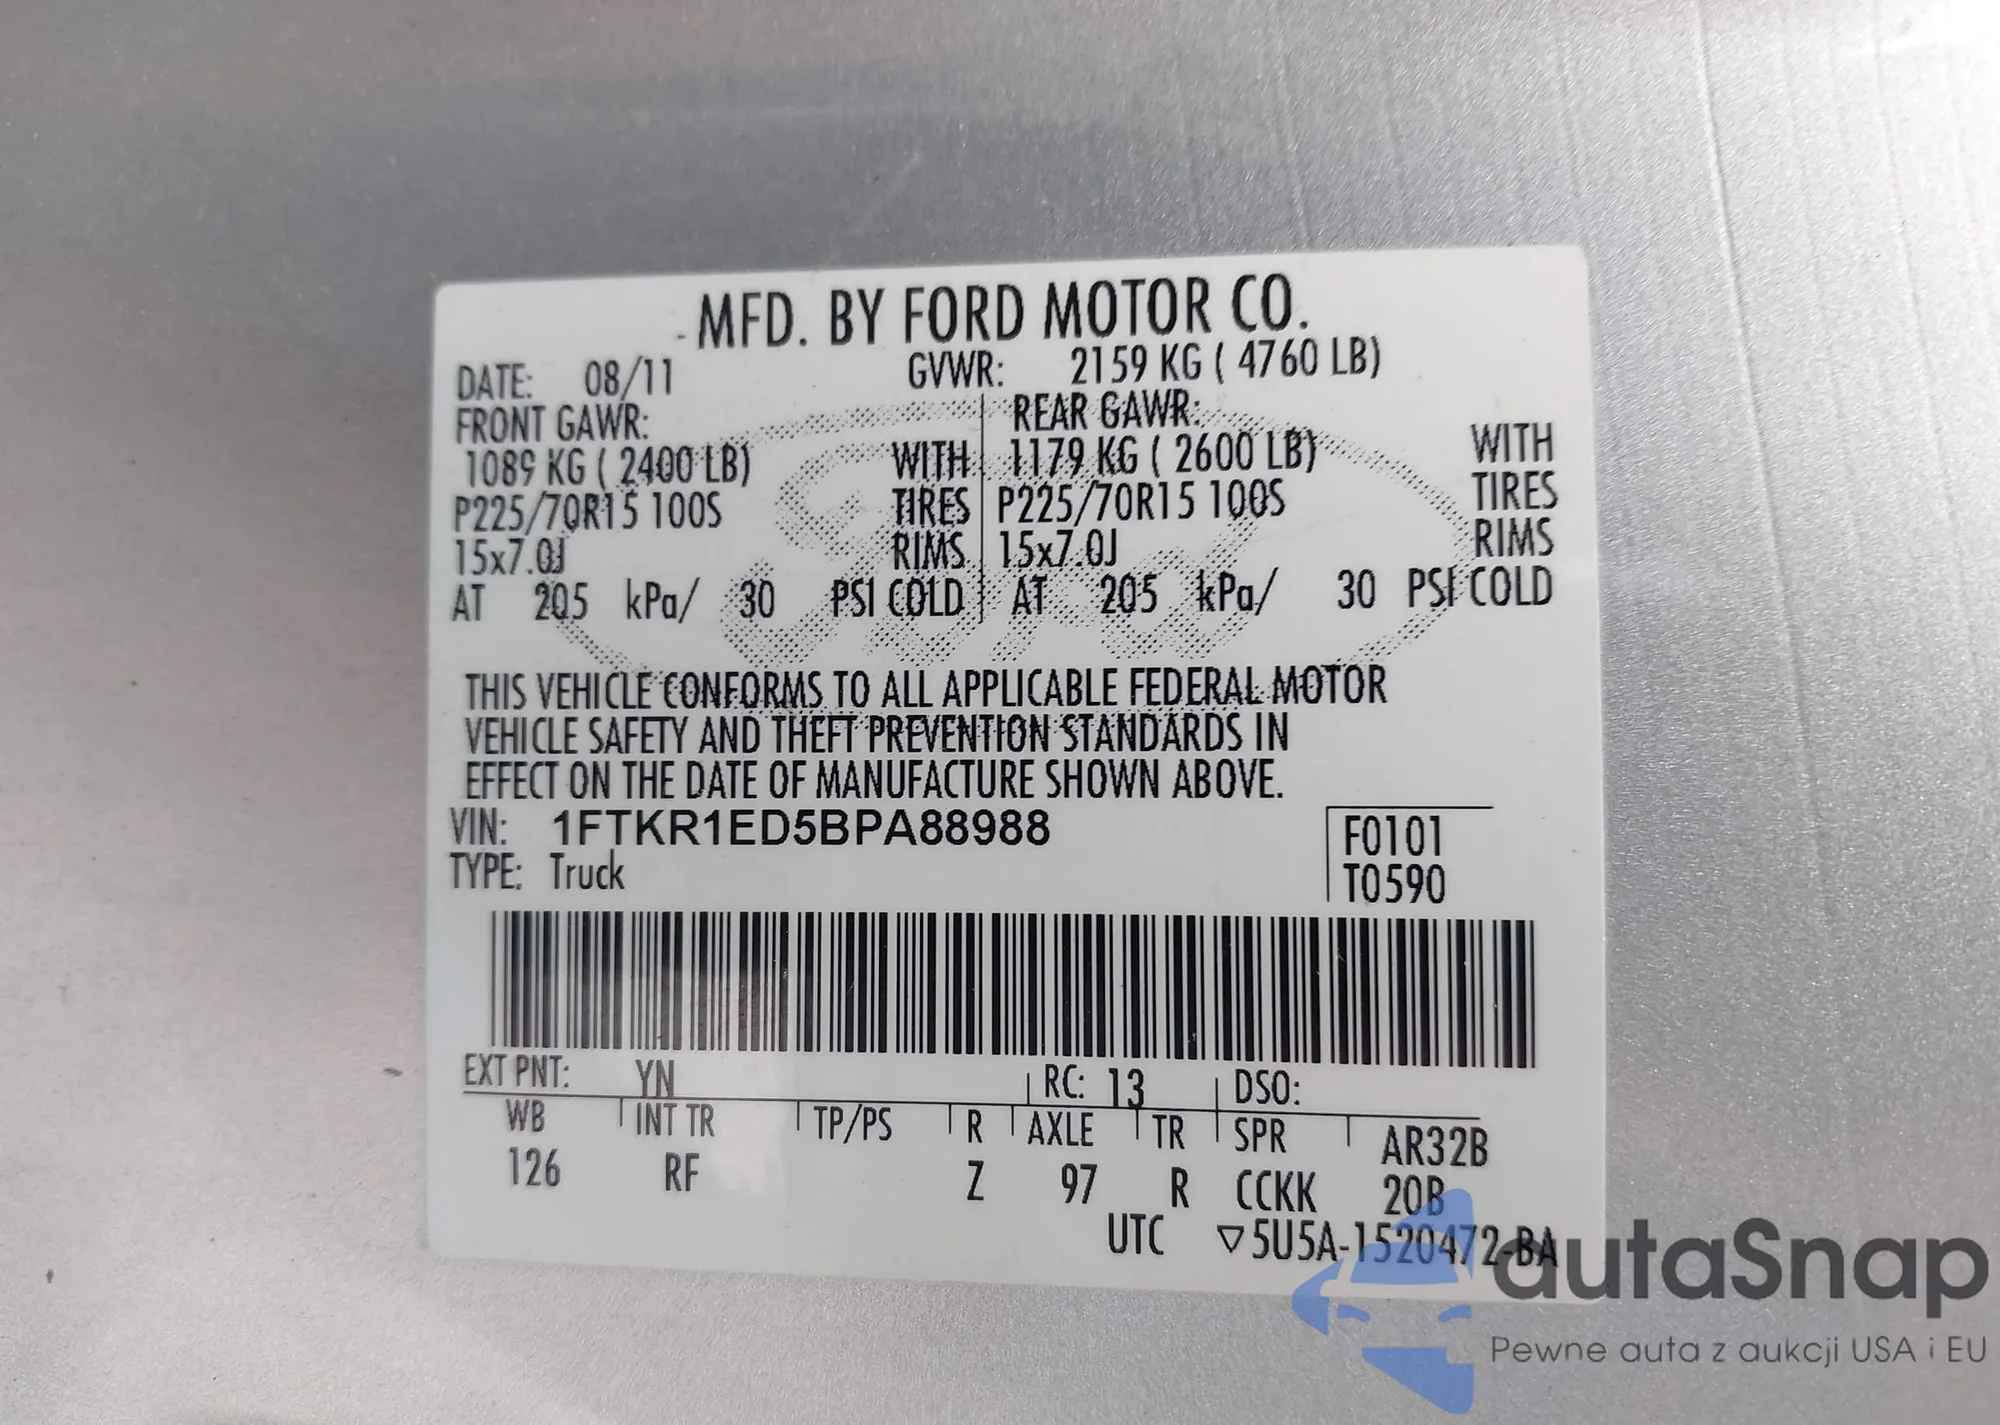 MFD. BY FORD MOTOR CO.
DATE: 08/11 GVWR: 2159 KG ( 4760 LB)
FRONT GAWR: REAR GAWR:
1089 KG ( 2400 LB) WITH 1179 KG ( 2600 LB) WITH
P225/70R15 100S TIRES P225/70R15 100S TIRES
15x7.0J RIMS 15x7.0J RIMS
AT 205 kPa/ 30 PSI COLD AT 205 kPa/ 30 PSI COLD
THIS VEHICLE CONFORMS TO ALL APPLICABLE FEDERAL MOTOR
VEHICLE SAFETY AND THEFT PREVENTION STANDARDS IN
EFFECT ON THE DATE OF MANUFACTURE SHOWN ABOVE.
VIN: 1FTKR1ED5BPA88988 F0101
TYPE: Truck T0590
EXT PNT: YN RC: 13 DSO:
WB INT TR TP/PS R AXLE TR SPR AR32B
126 RF Z 97 R CCKK 20B
UTC ▽5U5A-1520472-BA
autaSnap
Pewne auta z aukcji USA i EU